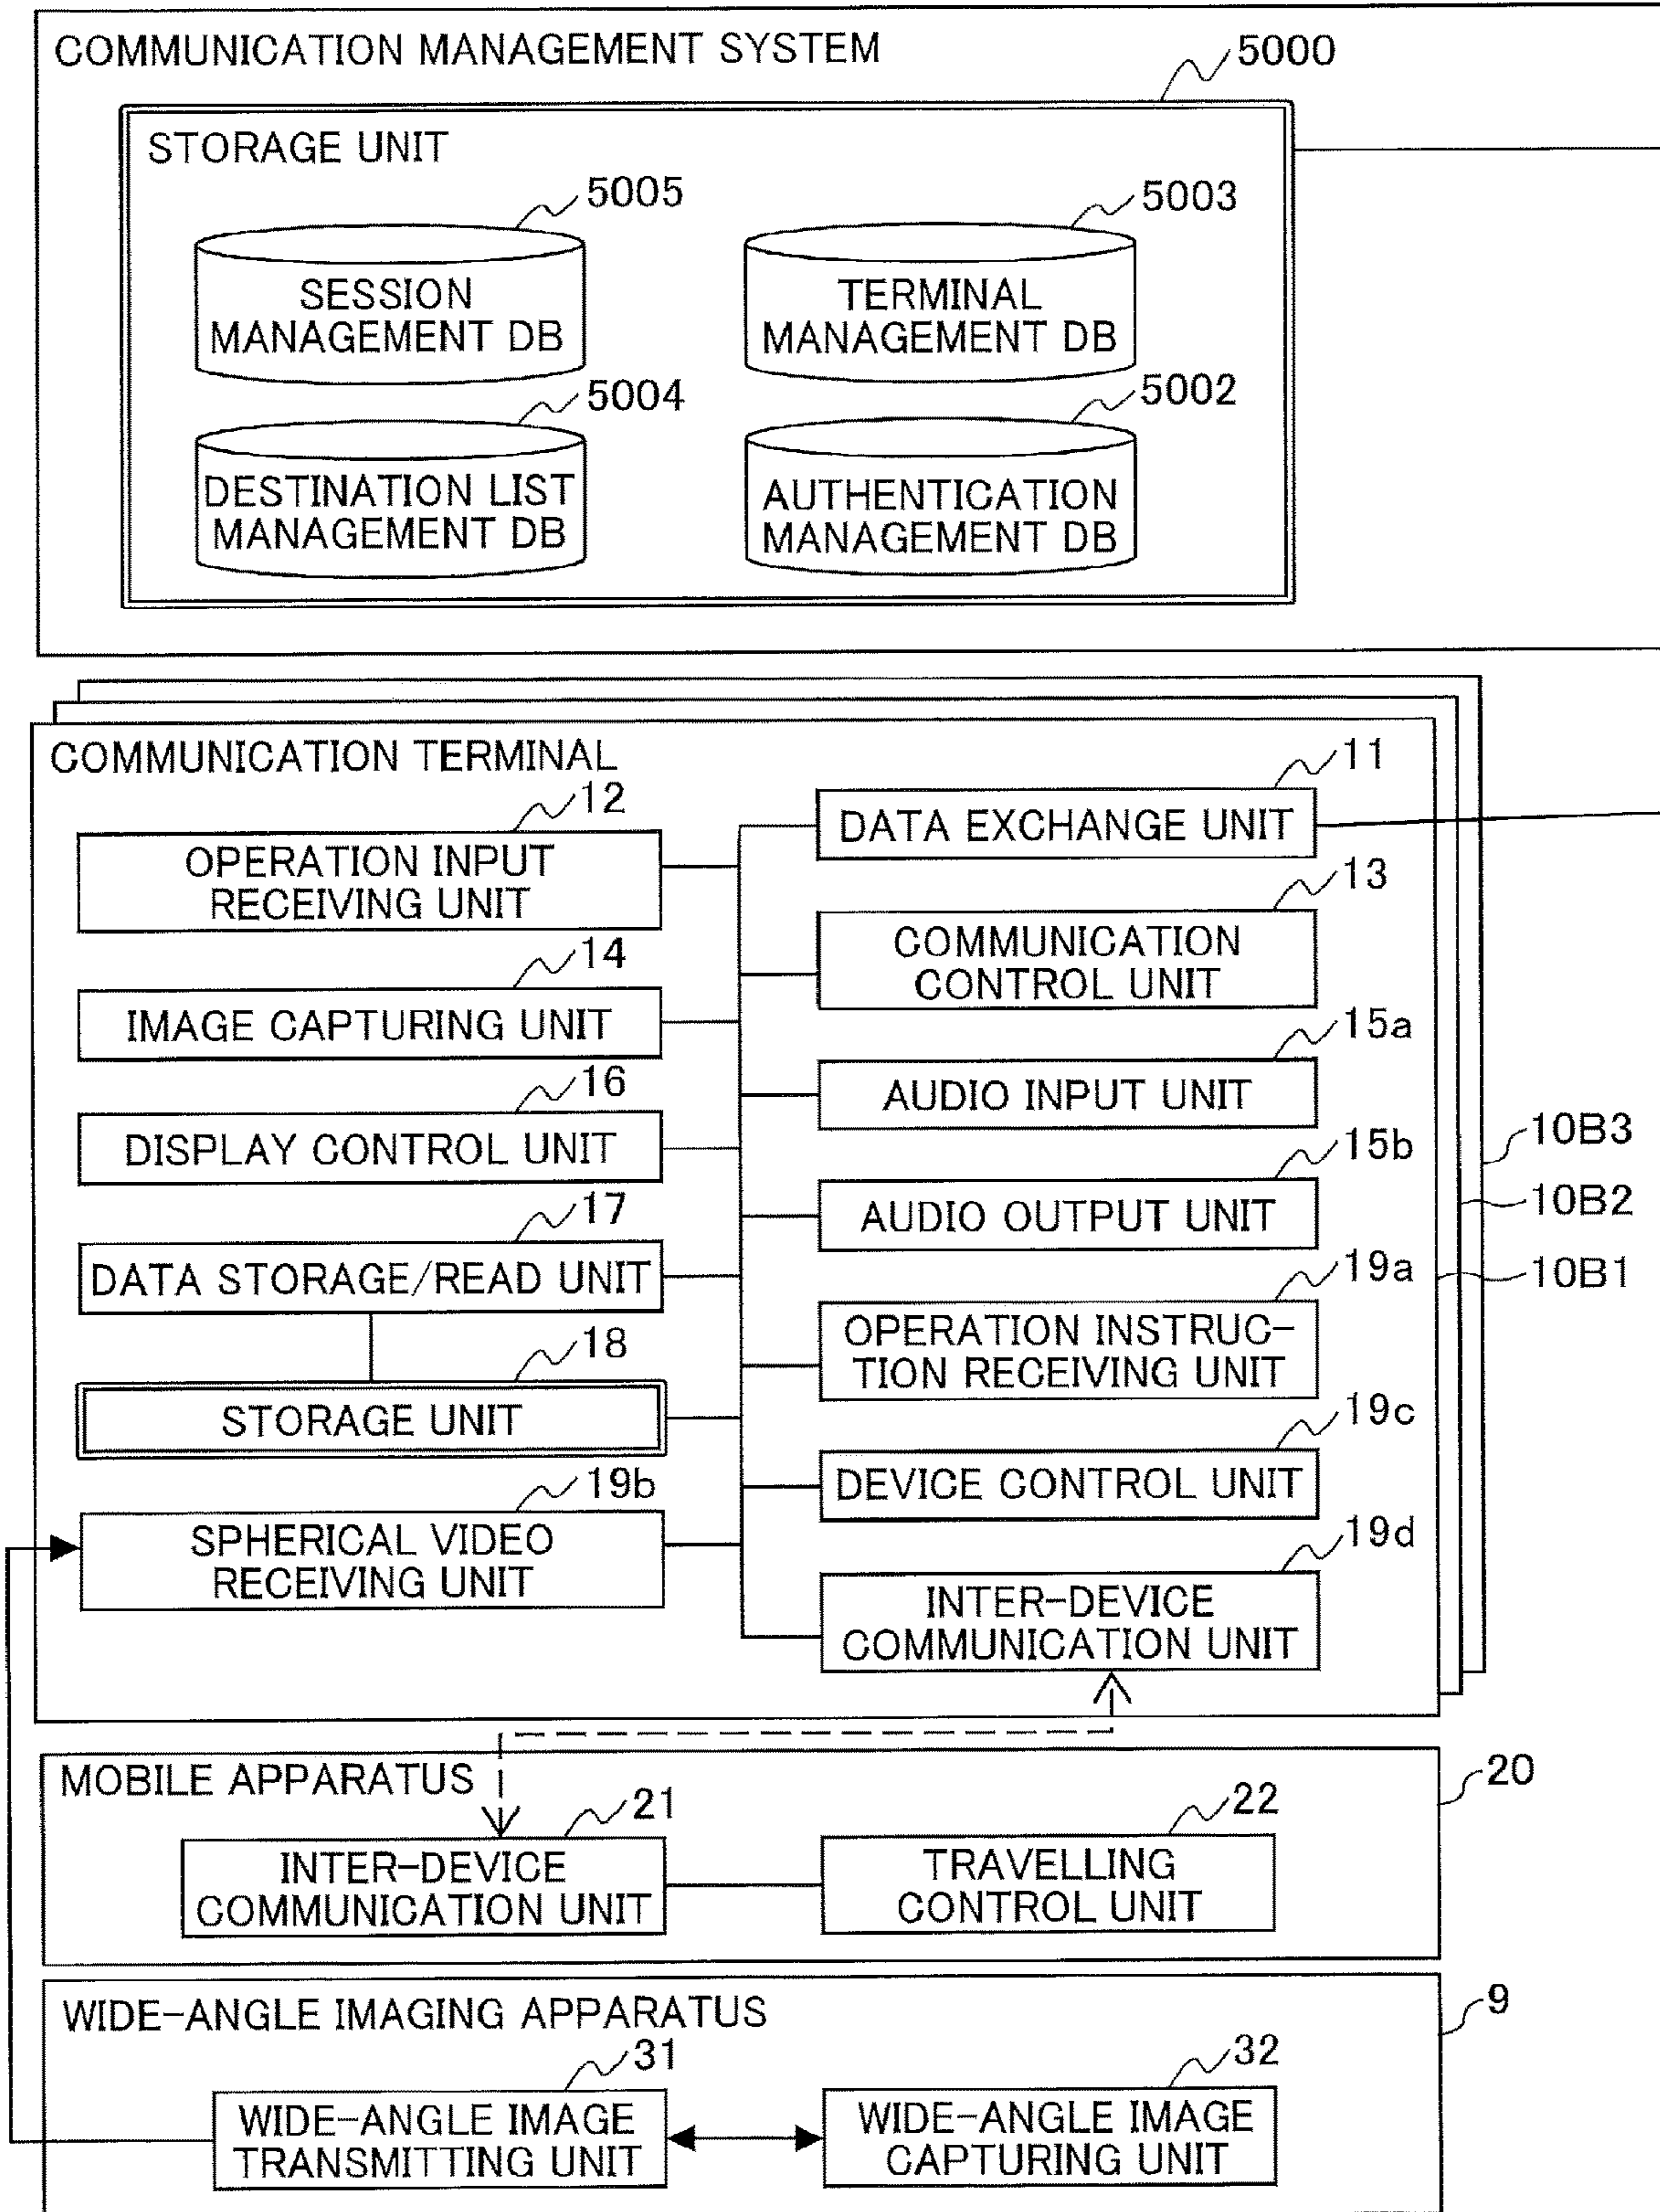 COMMUNICATION MANAGEMENT SYSTEM
5000
STORAGE UNIT
5005
SESSION
MANAGEMENT DB
5003
TERMINAL
MANAGEMENT DB
5004
DESTINATION LIST
MANAGEMENT DB
5002
AUTHENTICATION
MANAGEMENT DB
COMMUNICATION TERMINAL
12
OPERATION INPUT
RECEIVING UNIT
11
DATA EXCHANGE UNIT
13
COMMUNICATION
CONTROL UNIT
14
IMAGE CAPTURING UNIT
15a
AUDIO INPUT UNIT
16
DISPLAY CONTROL UNIT
15b
AUDIO OUTPUT UNIT
10B3
10B2
10B1
17
DATA STORAGE/READ UNIT
19a
OPERATION INSTRUC-
TION RECEIVING UNIT
18
STORAGE UNIT
19c
DEVICE CONTROL UNIT
19b
SPHERICAL VIDEO
RECEIVING UNIT
19d
INTER-DEVICE
COMMUNICATION UNIT
MOBILE APPARATUS
20
21
INTER-DEVICE
COMMUNICATION UNIT
22
TRAVELLING
CONTROL UNIT
WIDE-ANGLE IMAGING APPARATUS
9
31
WIDE-ANGLE IMAGE
TRANSMITTING UNIT
32
WIDE-ANGLE IMAGE
CAPTURING UNIT